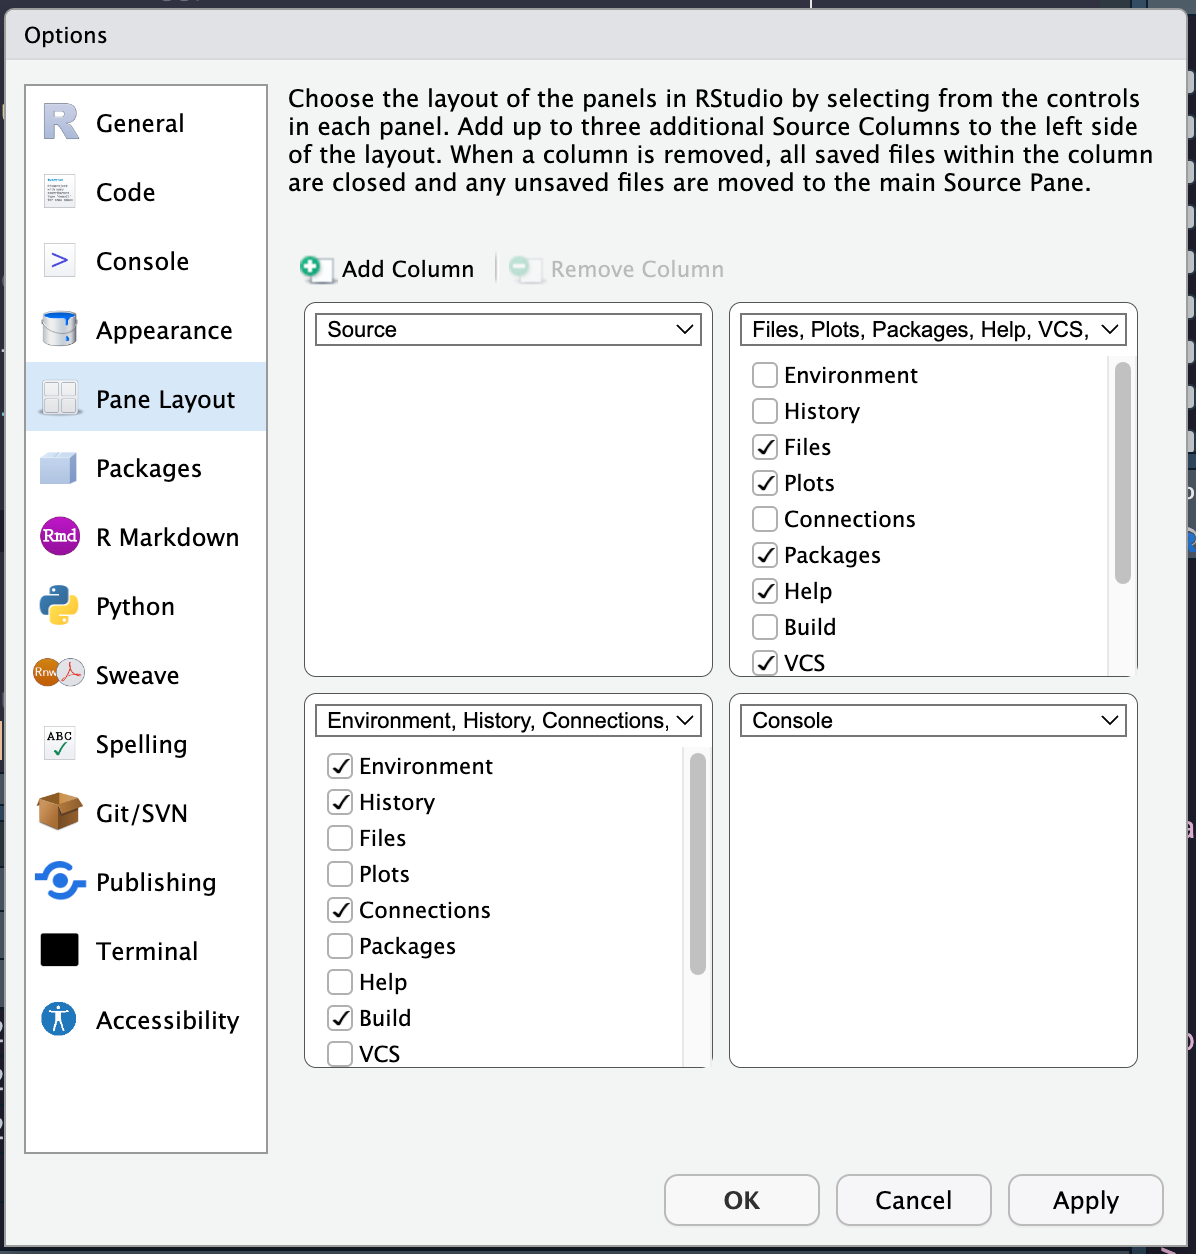 Options
General
Code
Console
Appearance
Pane Layout
Packages
Rmd R Markdown
Python
Rnw Sweave
ABC Spelling
Git/SVN
Publishing
Terminal
Accessibility
Choose the layout of the panels in RStudio by selecting from the controls
in each panel. Add up to three additional Source Columns to the left side
of the layout. When a column is removed, all saved files within the column
are closed and any unsaved files are moved to the main Source Pane.
Add Column Remove Column
Source
Files, Plots, Packages, Help, VCS,
Environment
History
Files
Plots
Connections
Packages
Help
Build
VCS
Environment, History, Connections,
Environment
History
Files
Plots
Connections
Packages
Help
Build
VCS
Console
OK Cancel Apply